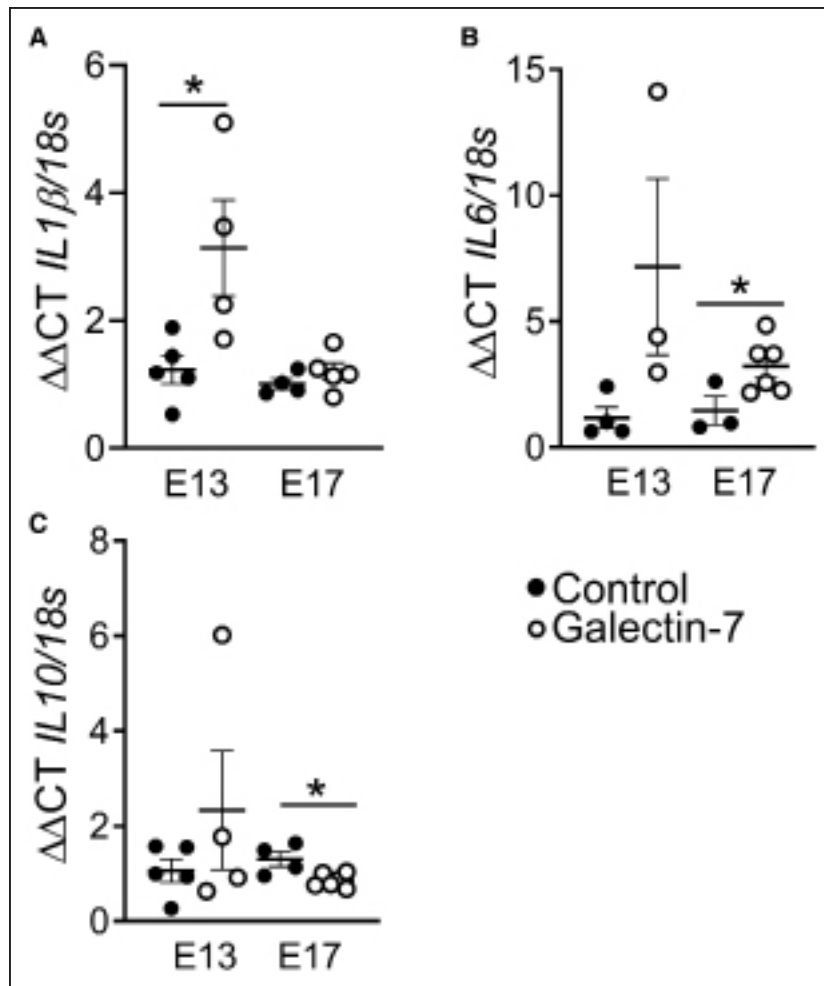 A
6
4
2
0
ΔΔCT IL1β/18s
*
E13 E17
B
15
10
5
0
ΔΔCT IL6/18s
*
E13 E17
C
8
6
4
2
0
ΔΔCT IL10/18s
*
E13 E17
Control
Galectin-7